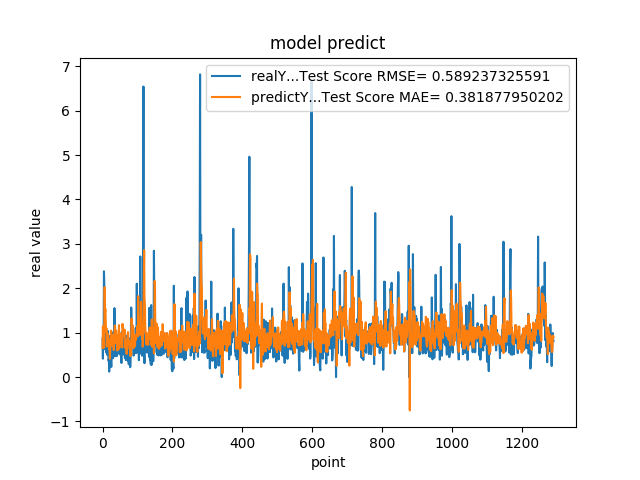 model predict
realY...Test Score RMSE= 0.589237325591
predictY...Test Score MAE= 0.381877950202
7
6
5
4
3
2
1
0
−1
real value
0 200 400 600 800 1000 1200
point